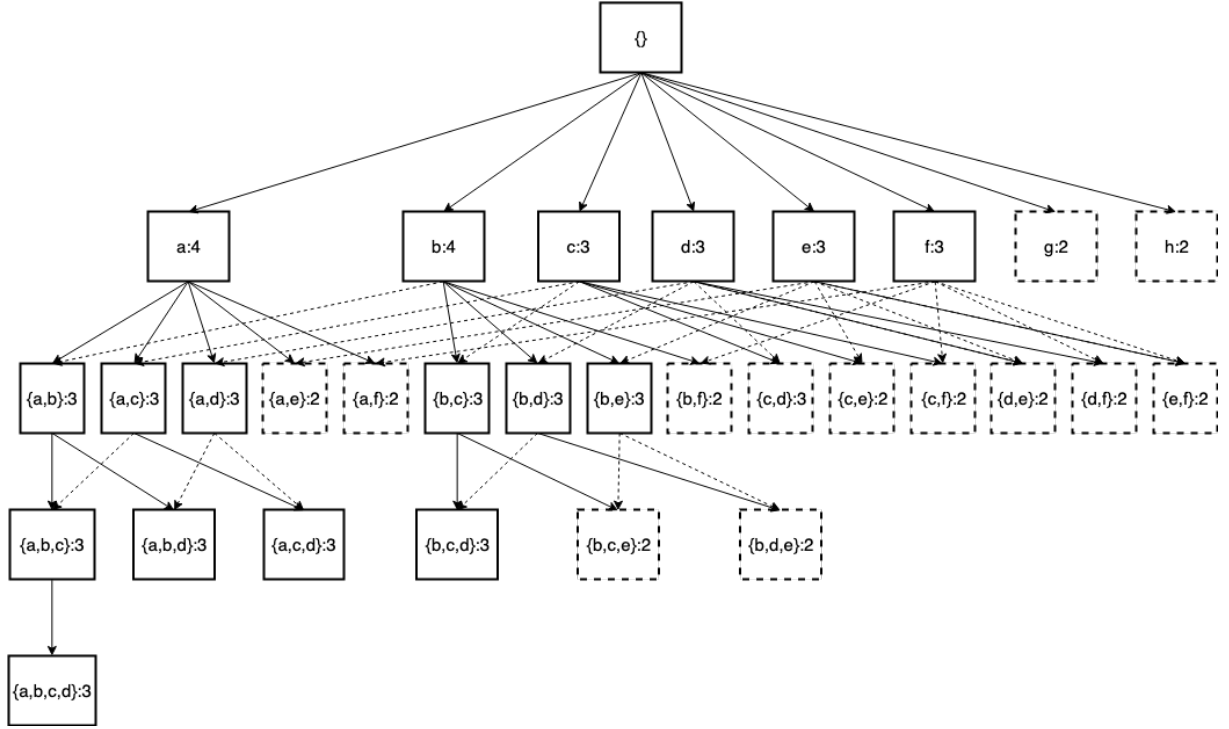 {}
a:4
b:4
c:3
d:3
e:3
f:3
g:2
h:2
{a,b}:3
{a,c}:3
{a,d}:3
{a,e}:2
{a,f}:2
{b,c}:3
{b,d}:3
{b,e}:3
{b,f}:2
{c,d}:3
{c,e}:2
{c,f}:2
{d,e}:2
{d,f}:2
{e,f}:2
{a,b,c}:3
{a,b,d}:3
{a,c,d}:3
{b,c,d}:3
{b,c,e}:2
{b,d,e}:2
{a,b,c,d}:3